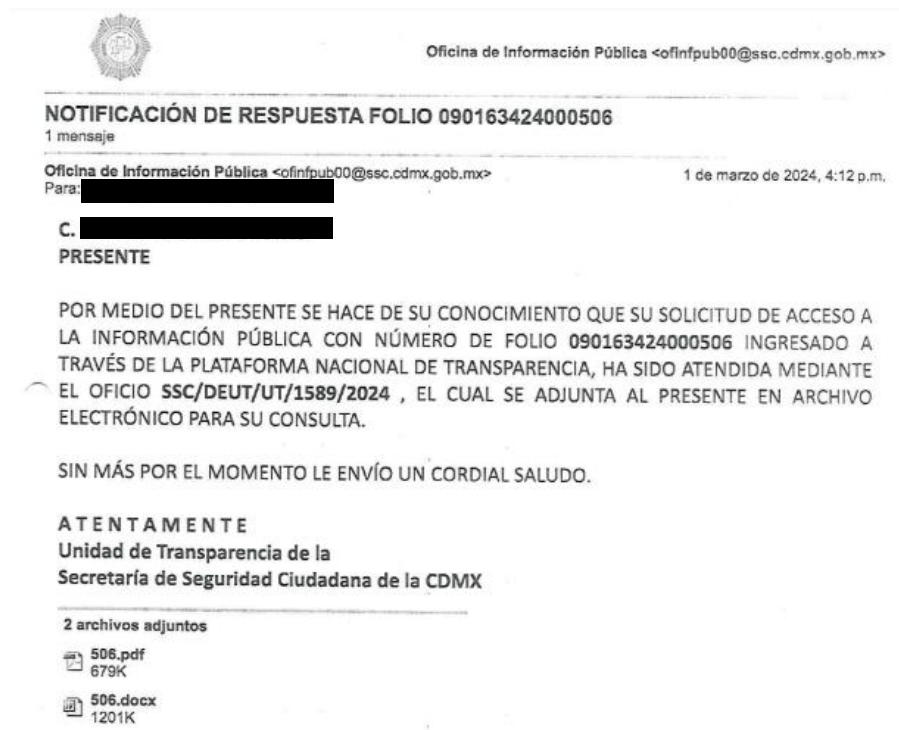 Oficina de Información Pública <ofinfpub00@ssc.cdmx.gob.mx>
NOTIFICACIÓN DE RESPUESTA FOLIO 090163424000506
1 mensaje
Oficina de Información Pública <ofinfpub00@ssc.cdmx.gob.mx>
1 de marzo de 2024, 4:12 p.m.
Para:
C.
PRESENTE
POR MEDIO DEL PRESENTE SE HACE DE SU CONOCIMIENTO QUE SU SOLICITUD DE ACCESO A
LA INFORMACIÓN PÚBLICA CON NÚMERO DE FOLIO 090163424000506 INGRESADO A
TRAVÉS DE LA PLATAFORMA NACIONAL DE TRANSPARENCIA, HA SIDO ATENDIDA MEDIANTE
EL OFICIO SSC/DEUT/UT/1589/2024 , EL CUAL SE ADJUNTA AL PRESENTE EN ARCHIVO
ELECTRÓNICO PARA SU CONSULTA.
SIN MÁS POR EL MOMENTO LE ENVÍO UN CORDIAL SALUDO.
A T E N T A M E N T E
Unidad de Transparencia de la
Secretaría de Seguridad Ciudadana de la CDMX
2 archivos adjuntos
506.pdf
679K
506.docx
1201K